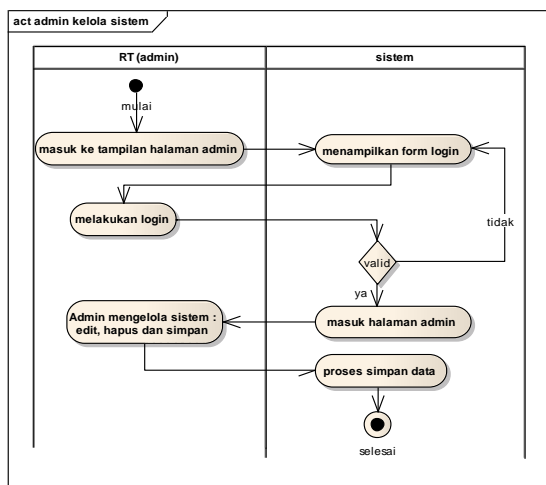 act admin kelola sistem
RT (admin)
sistem
mulai
masuk ke tampilan halaman admin
menampilkan form login
melakukan login
tidak
valid
ya
Admin mengelola sistem :
edit, hapus dan simpan
masuk halaman admin
proses simpan data
selesai